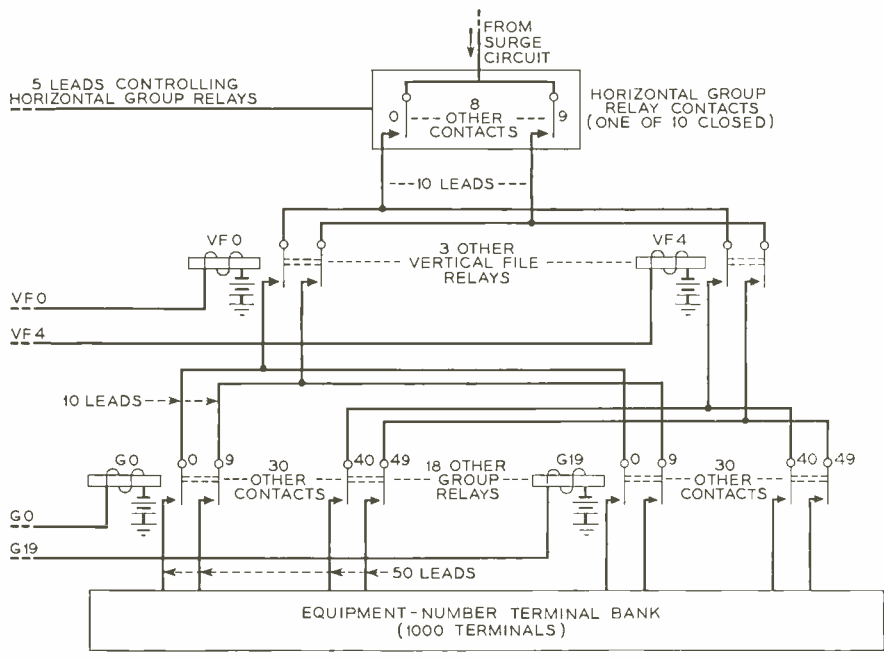 FROM
SURGE
CIRCUIT
5 LEADS CONTROLLING
HORIZONTAL GROUP RELAYS
0
8
OTHER
CONTACTS
9
HORIZONTAL GROUP
RELAY CONTACTS
(ONE OF 10 CLOSED)
10 LEADS
VF0
3 OTHER
VERTICAL FILE
RELAYS
VF4
VF0
VF4
10 LEADS
G0
0
9
30
OTHER
CONTACTS
40
49
18 OTHER
GROUP
RELAYS
G19
0
9
30
OTHER
CONTACTS
40
49
G0
G19
50 LEADS
EQUIPMENT-NUMBER TERMINAL BANK
(1000 TERMINALS)